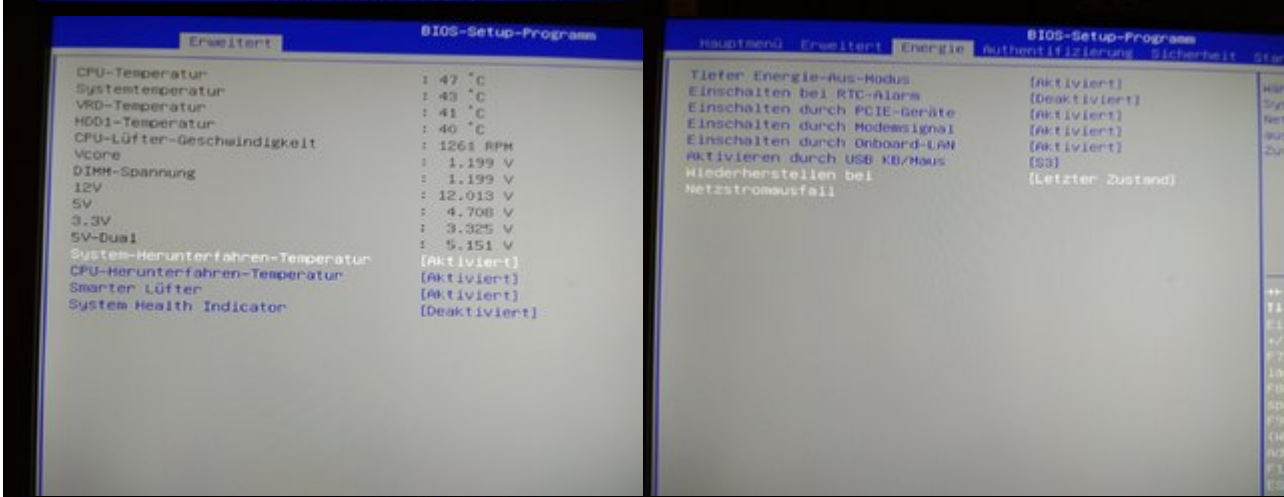 BIOS-Setup-Programm
Erweitert
CPU-Temperatur : 47 °C
Systemtemperatur : 43 °C
VRD-Temperatur : 41 °C
HDD1-Temperatur : 40 °C
CPU-Lüfter-Geschwindigkeit : 1261 RPM
Vcore : 1.199 V
DIMM-Spannung : 1.199 V
12V : 12.013 V
5V : 4.708 V
3.3V : 3.325 V
5V-Dual : 5.151 V
System-Herunterfahren-Temperatur [Aktiviert]
CPU-Herunterfahren-Temperatur [Aktiviert]
Smarter Lüfter [Aktiviert]
System Health Indicator [Deaktiviert]
BIOS-Setup-Programm
Hauptmenü Erweitert Energie Authentifizierung Sicherheit
Tiefer Energie-Aus-Modus [Aktiviert]
Einschalten bei RTC-Alarm [Deaktiviert]
Einschalten durch PCIE-Geräte [Aktiviert]
Einschalten durch Modemsignal [Aktiviert]
Einschalten durch Onboard-LAN [Aktiviert]
Aktivieren durch USB KB/Maus [S3]
Wiederherstellen bei [Letzter Zustand]
Netzstromausfall